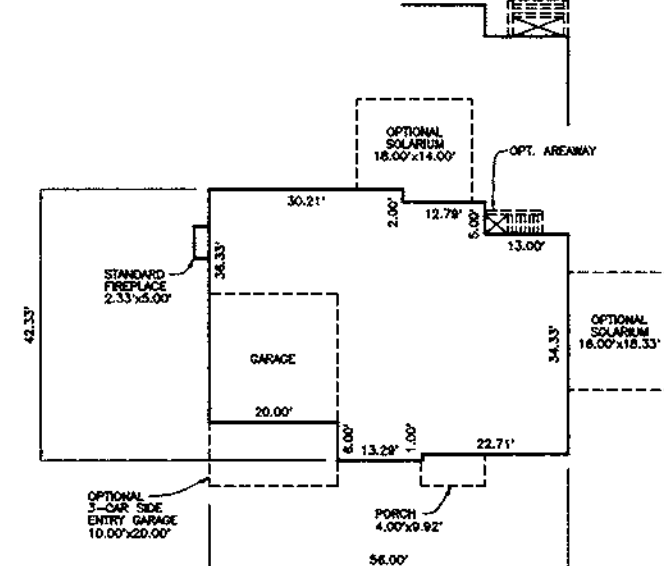 OPTIONAL
SOLARIUM
18.00'x14.00'
OPT. AREAWAY
30.21'
2.00'
12.79'
5.00'
13.00'
36.33'
STANDARD
FIREPLACE
2.33'x5.00'
42.33'
OPTIONAL
SOLARIUM
16.00'x18.33'
34.33'
GARAGE
20.00'
6.00'
13.29'
1.00'
22.71'
OPTIONAL
3-CAR SIDE
ENTRY GARAGE
10.00'x20.00'
PORCH
4.00'x9.92'
56.00'